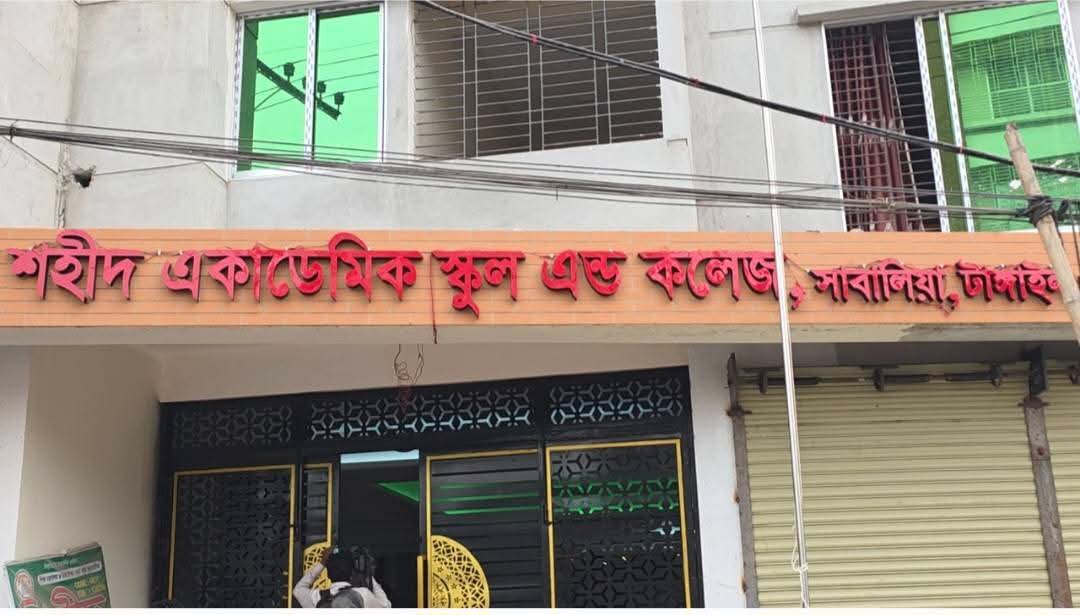 শহীদ একাডেমিক স্কুল এন্ড কলেজ, সাবালিয়া, টাঙ্গাইল